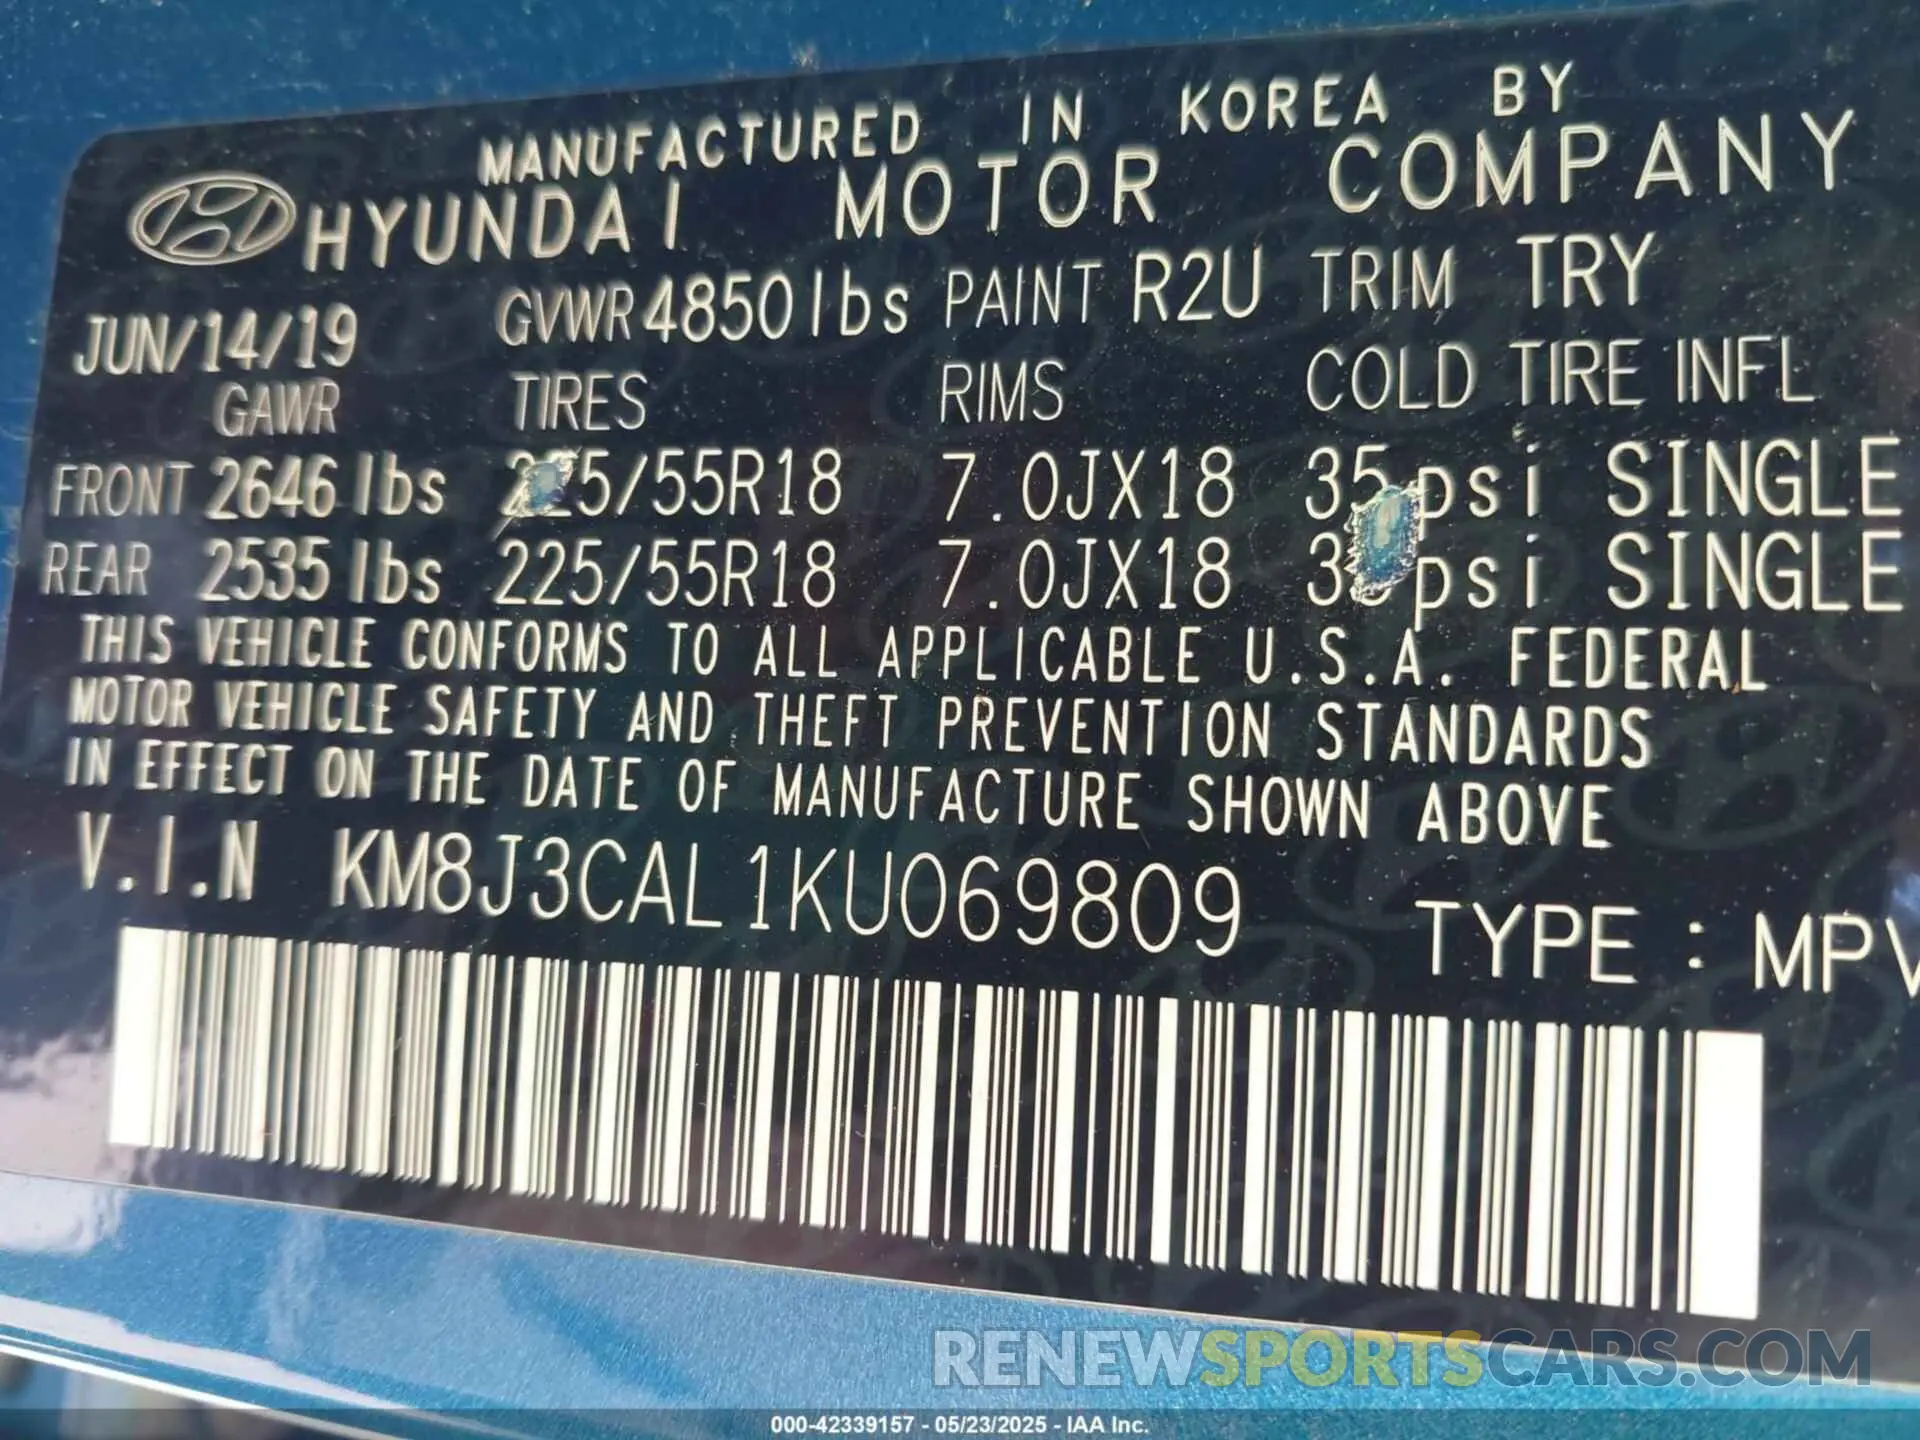 MANUFACTURED IN KOREA BY
HYUNDAI MOTOR COMPANY
JUN/14/19 GVWR 4850 lbs PAINT R2U TRIM TRY
GAWR TIRES RIMS COLD TIRE INFL
FRONT 2646 lbs 225/55R18 7.0JX18 35 psi SINGLE
REAR 2535 lbs 225/55R18 7.0JX18 psi SINGLE
THIS VEHICLE CONFORMS TO ALL APPLICABLE U.S.A. FEDERAL
MOTOR VEHICLE SAFETY AND THEFT PREVENTION STANDARDS
IN EFFECT ON THE DATE OF MANUFACTURE SHOWN ABOVE
V.I.N KM8J3CAL1KU069809 TYPE : MPV
RENEWSPORTSCARS.COM
000-42339157 - 05/23/2025 - IAA Inc.